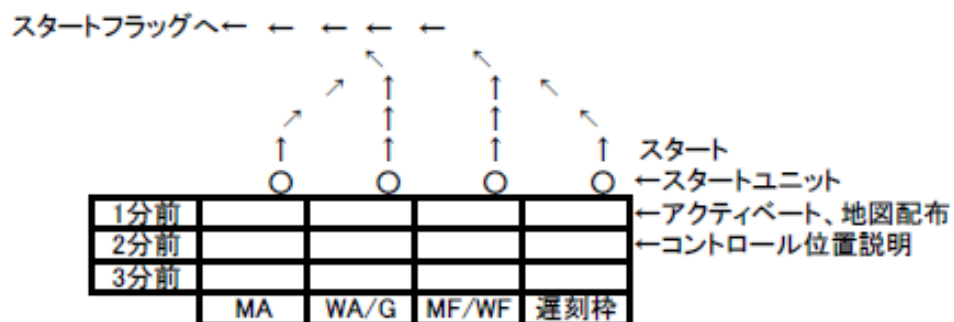 スタートフラッグへ← ← ← ← ←
↖ ↖
↗ ↑ ↑ ↖
↗ ↑ ↑ ↖
↑ ↑ ↑ ↑ スタート
○ ○ ○ ○ ←スタートユニット
1分前 ←アクティベート、地図配布
2分前 ←コントロール位置説明
3分前
MA WA/G MF/WF 遅刻枠